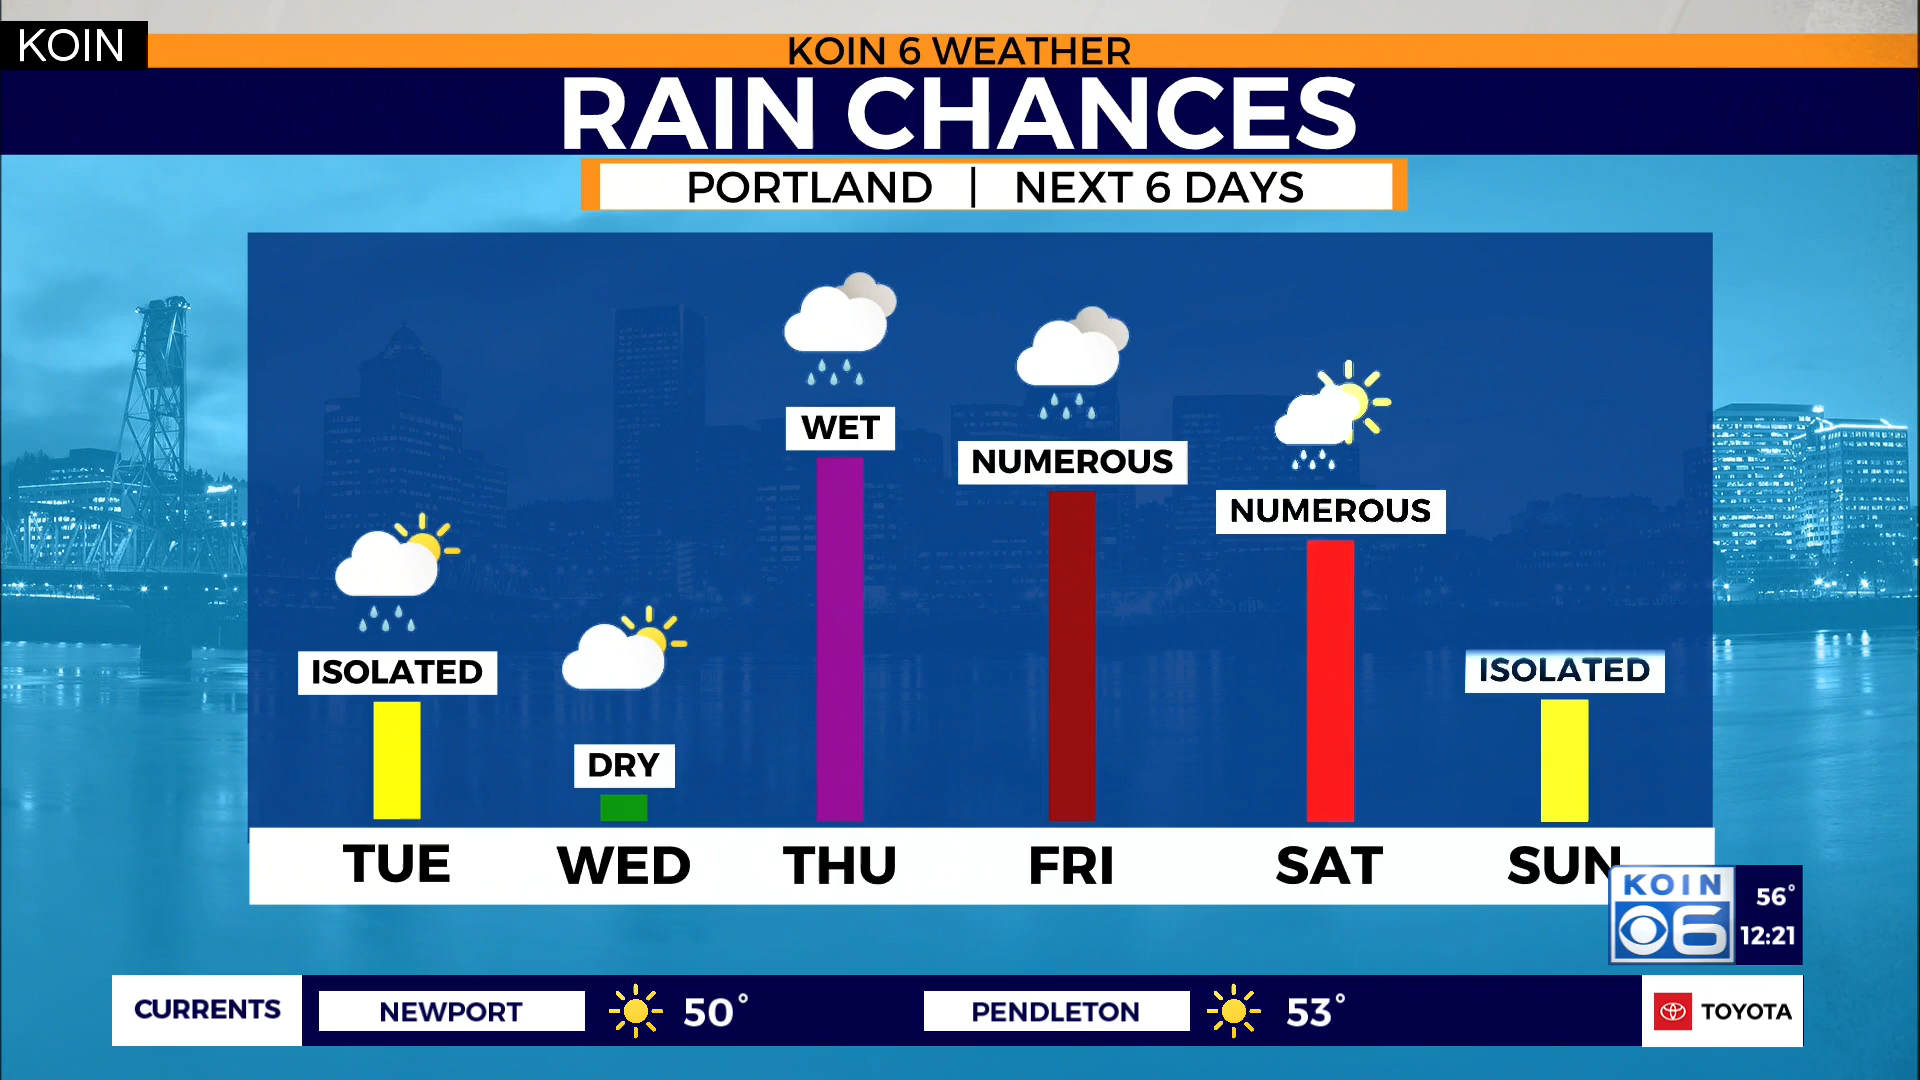 KOIN
KOIN 6 WEATHER
RAIN CHANCES
PORTLAND | NEXT 6 DAYS
ISOLATED
DRY
WET
NUMEROUS
NUMEROUS
ISOLATED
TUE WED THU FRI SAT SUN
KOIN
6
56°
12:21
CURRENTS NEWPORT 50° PENDLETON 53° TOYOTA